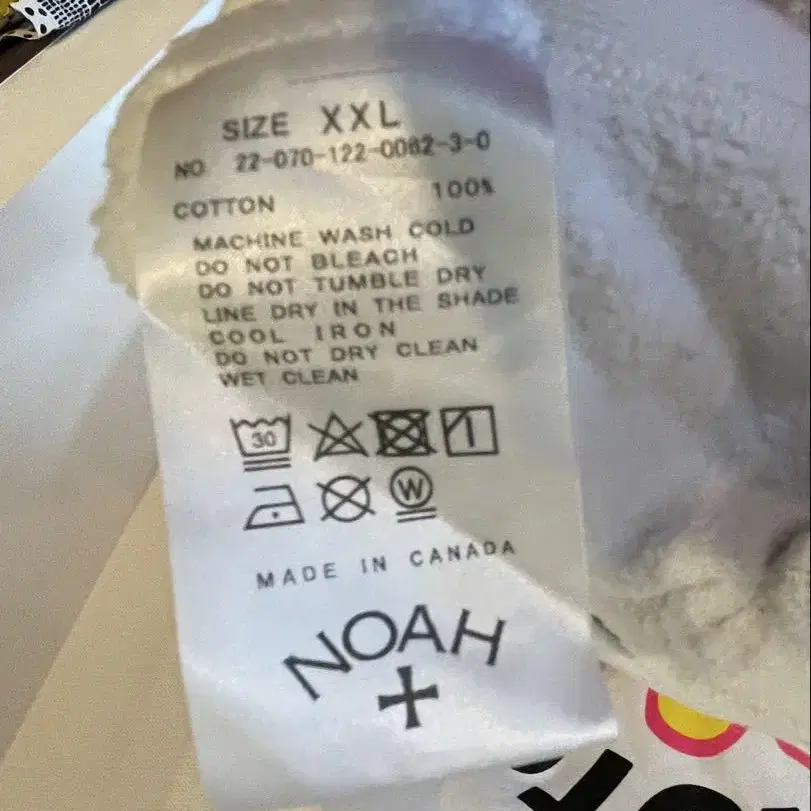 SIZE XXL
NO 22-070-122-0082-3-0
COTTON 100%
MACHINE WASH COLD
DO NOT BLEACH
DO NOT TUMBLE DRY
LINE DRY IN THE SHADE
COOL IRON
DO NOT DRY CLEAN
WET CLEAN
30
W
MADE IN CANADA
NOAH